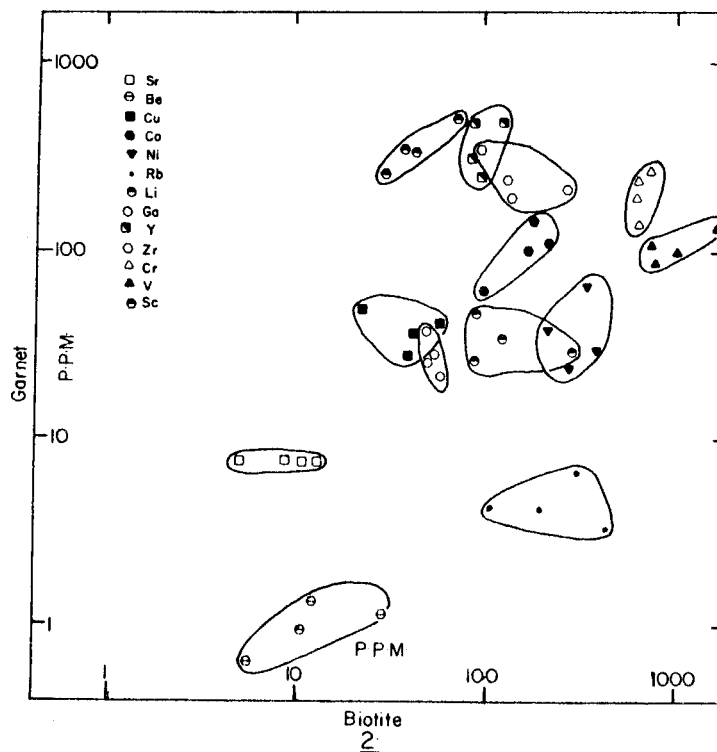 1000
Sr
Be
Cu
Co
Ni
Rb
Li
Ga
Y
Zr
Cr
V
Sc
100
Garnet
P.P.M.
10
1
P.P.M.
1 10 100 1000
Biotite
2